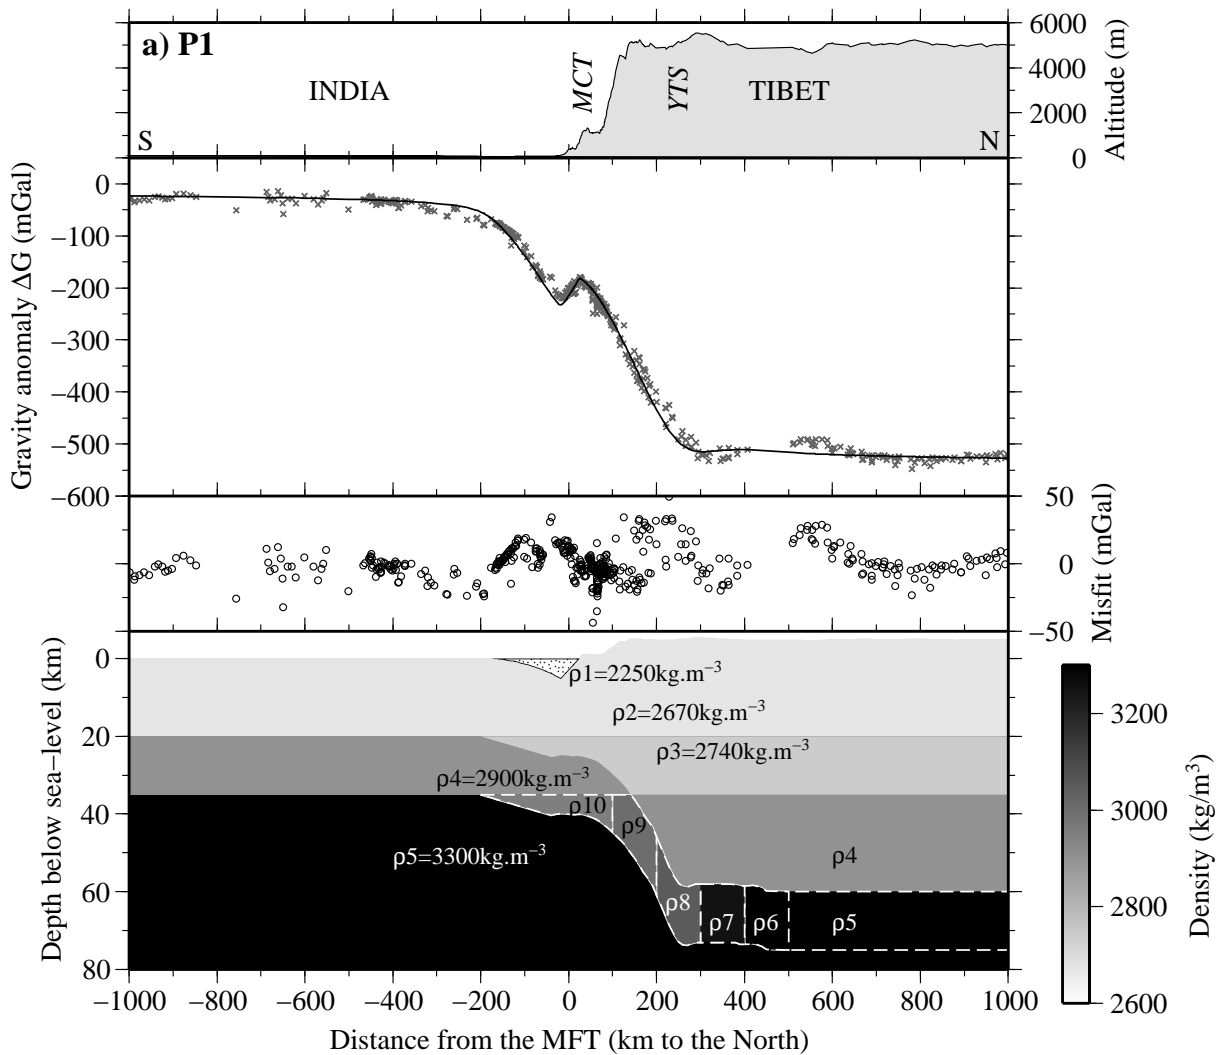 a) P1
INDIA
MCT
YTS
TIBET
S
N
6000
4000
2000
0
Altitude (m)
0
−100
−200
−300
−400
−500
−600
Gravity anomaly ΔG (mGal)
50
0
−50
Misfit (mGal)
0
20
40
60
80
Depth below sea−level (km)
ρ1=2250kg.m−3
ρ2=2670kg.m−3
ρ3=2740kg.m−3
ρ4=2900kg.m−3
ρ10
ρ9
ρ5=3300kg.m−3
ρ4
ρ8
ρ7
ρ6
ρ5
3200
3000
2800
2600
Density (kg/m3)
−1000 −800 −600 −400 −200 0 200 400 600 800 1000
Distance from the MFT (km to the North)